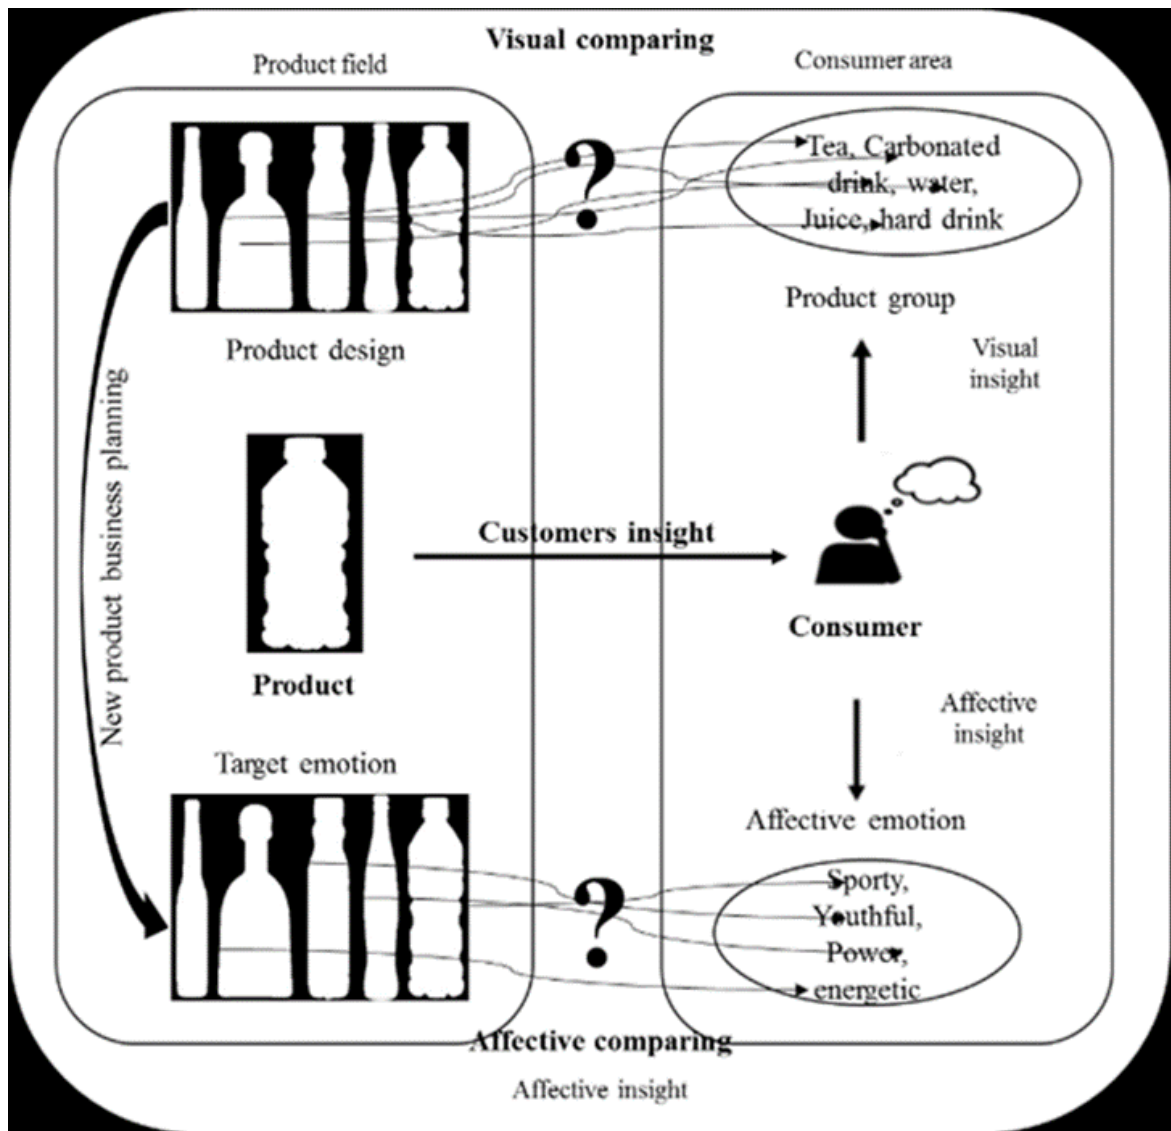 Visual comparing
Product field
Consumer area
Tea, Carbonated
drink, water,
Juice, hard drink
Product group
Product design
Visual
insight
New product business planning
Customers insight
Consumer
Product
Affective
insight
Target emotion
Affective emotion
Sporty,
Youthful,
Power,
energetic
?
?
Affective comparing
Affective insight